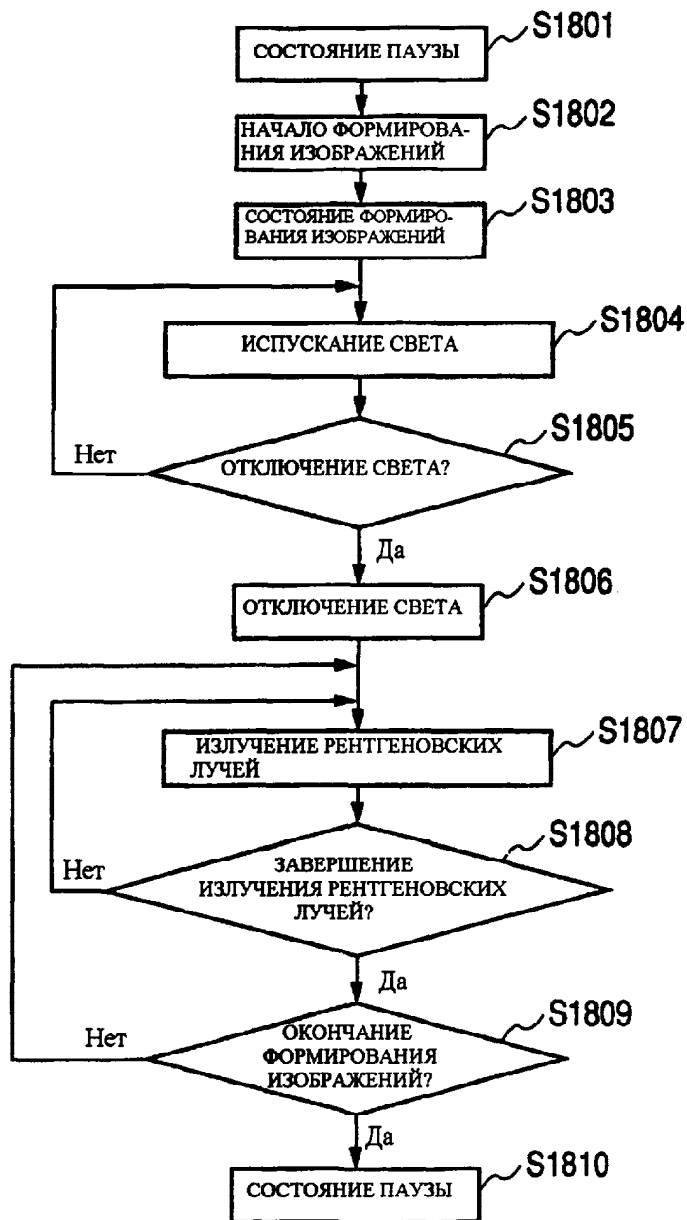 S1801
СОСТОЯНИЕ ПАУЗЫ
S1802
НАЧАЛО ФОРМИРОВА-
НИЯ ИЗОБРАЖЕНИЙ
S1803
СОСТОЯНИЕ ФОРМИРО-
ВАНИЯ ИЗОБРАЖЕНИЙ
S1804
ИСПУСКАНИЕ СВЕТА
S1805
Нет
ОТКЛЮЧЕНИЕ СВЕТА?
Да
S1806
ОТКЛЮЧЕНИЕ СВЕТА
S1807
ИЗЛУЧЕНИЕ РЕНТГЕНОВСКИХ
ЛУЧЕЙ
S1808
Нет
ЗАВЕРШЕНИЕ
ИЗЛУЧЕНИЯ РЕНТГЕНОВСКИХ
ЛУЧЕЙ?
Да
S1809
Нет
ОКОНЧАНИЕ
ФОРМИРОВАНИЯ
ИЗОБРАЖЕНИЙ?
Да
S1810
СОСТОЯНИЕ ПАУЗЫ